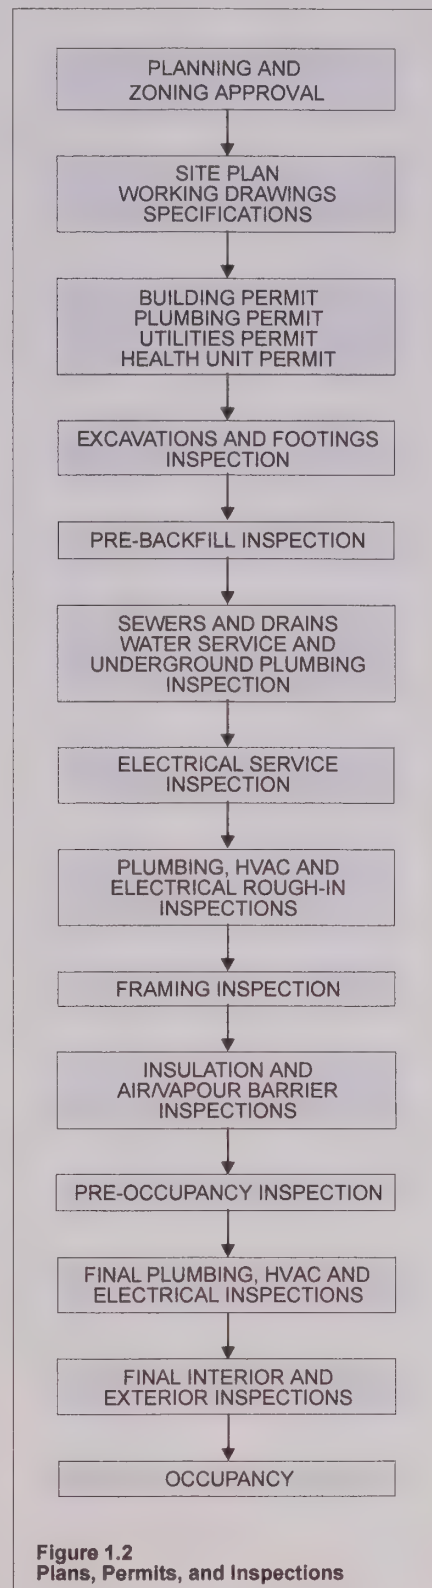 PLANNING AND
ZONING APPROVAL
SITE PLAN
WORKING DRAWINGS
SPECIFICATIONS
BUILDING PERMIT
PLUMBING PERMIT
UTILITIES PERMIT
HEALTH UNIT PERMIT
EXCAVATIONS AND FOOTINGS
INSPECTION
PRE-BACKFILL INSPECTION
SEWERS AND DRAINS
WATER SERVICE AND
UNDERGROUND PLUMBING
INSPECTION
ELECTRICAL SERVICE
INSPECTION
PLUMBING, HVAC AND
ELECTRICAL ROUGH-IN
INSPECTIONS
FRAMING INSPECTION
INSULATION AND
AIR/VAPOUR BARRIER
INSPECTIONS
PRE-OCCUPANCY INSPECTION
FINAL PLUMBING, HVAC AND
ELECTRICAL INSPECTIONS
FINAL INTERIOR AND
EXTERIOR INSPECTIONS
OCCUPANCY
Figure 1.2
Plans, Permits, and Inspections